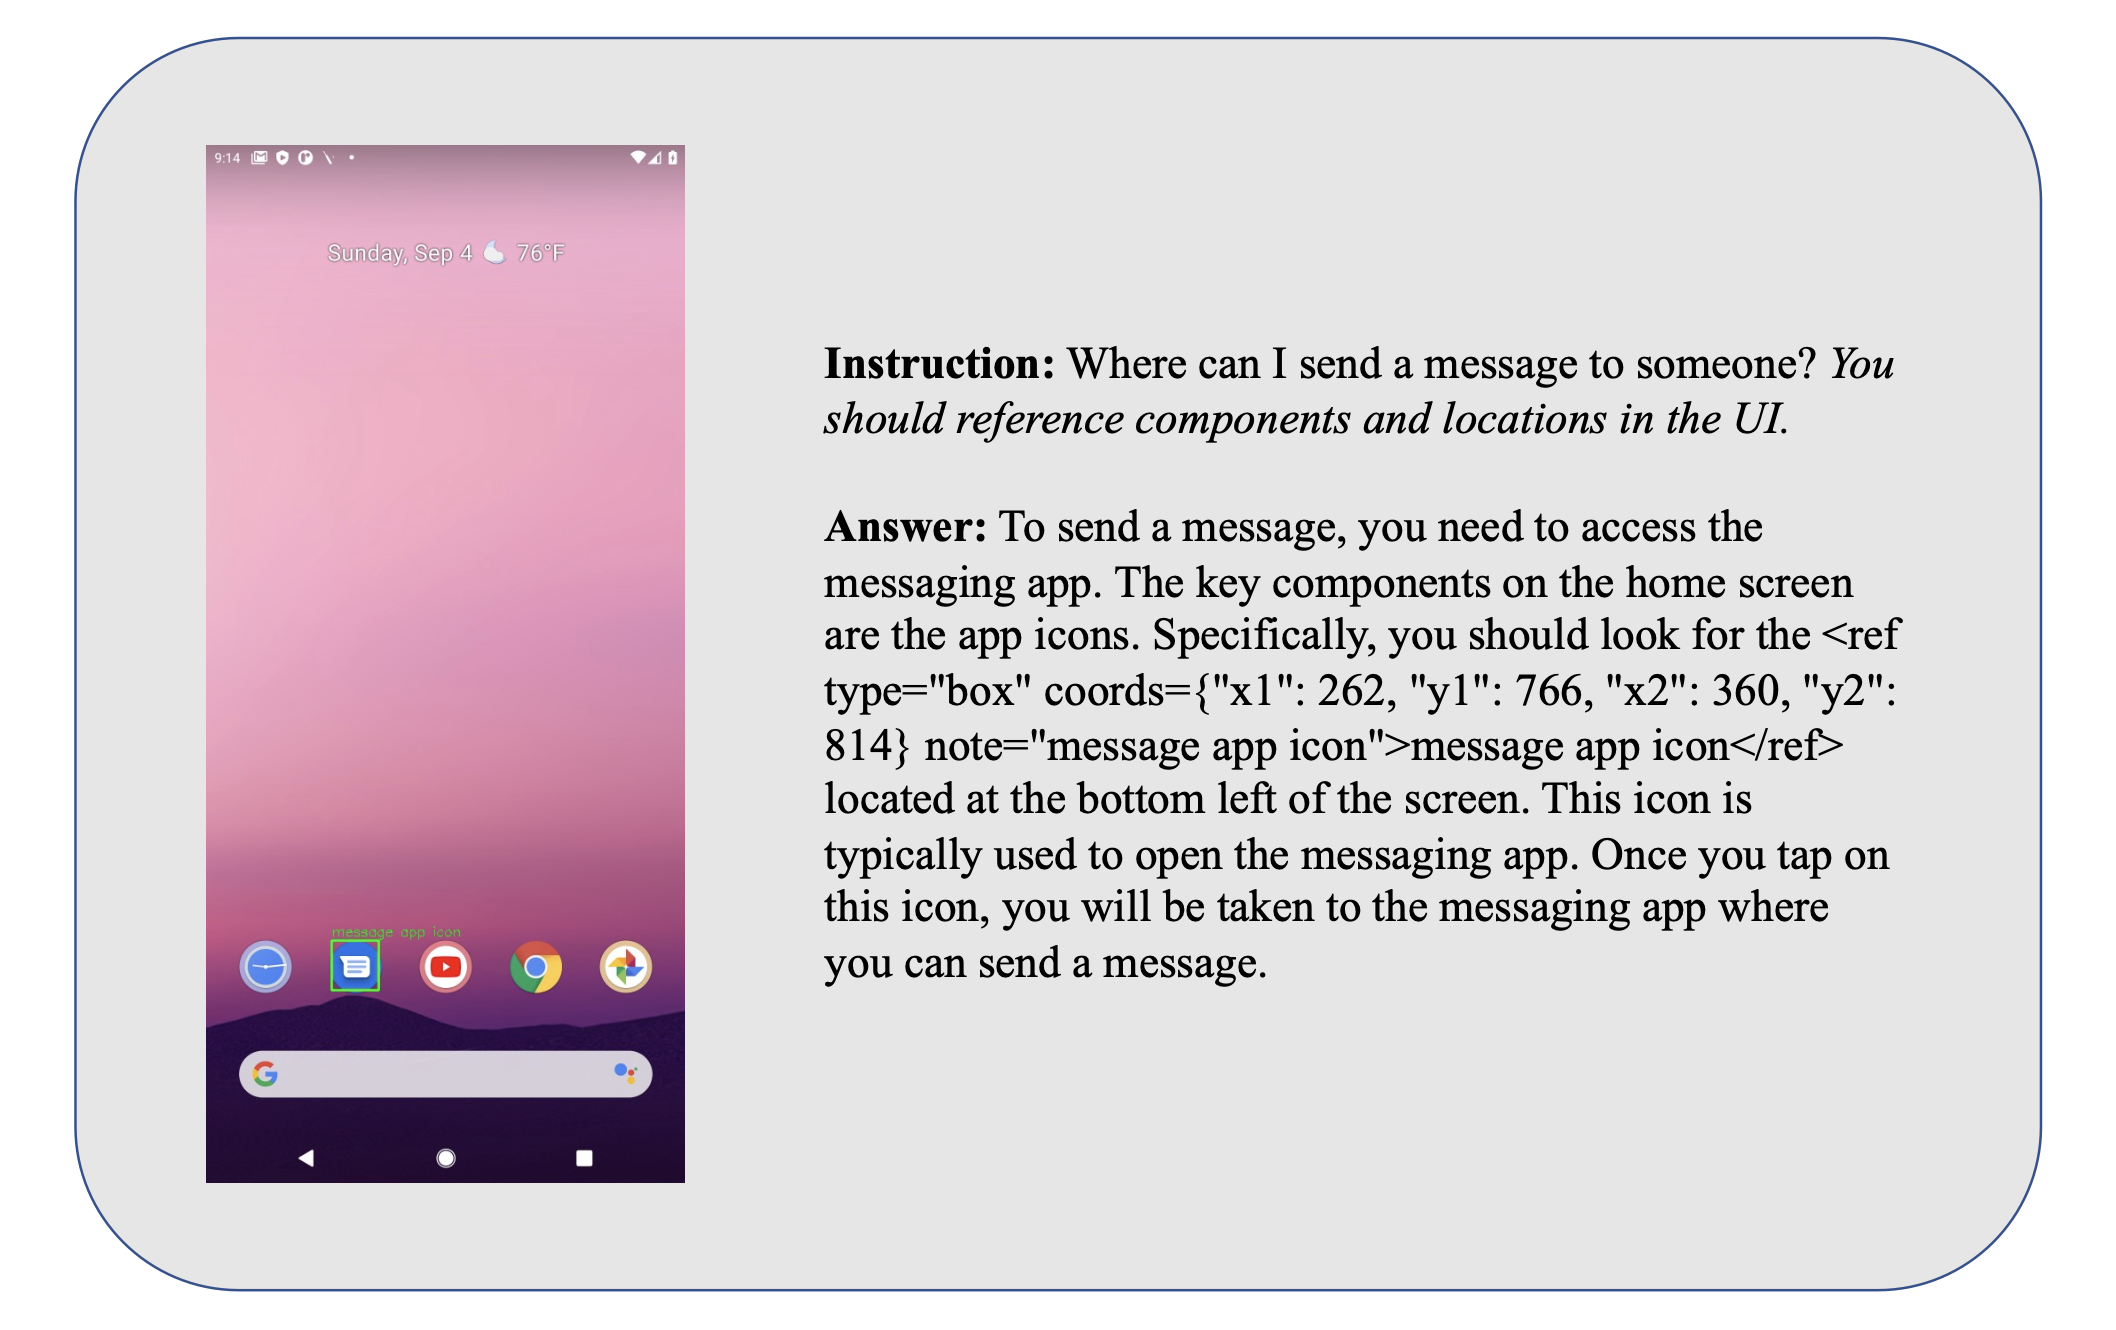 9:14
Sunday, Sep 4 76°F
message app icon
Instruction: Where can I send a message to someone? You
should reference components and locations in the UI.
Answer: To send a message, you need to access the
messaging app. The key components on the home screen
are the app icons. Specifically, you should look for the <ref
type="box" coords={"x1": 262, "y1": 766, "x2": 360, "y2":
814} note="message app icon">message app icon</ref>
located at the bottom left of the screen. This icon is
typically used to open the messaging app. Once you tap on
this icon, you will be taken to the messaging app where
you can send a message.